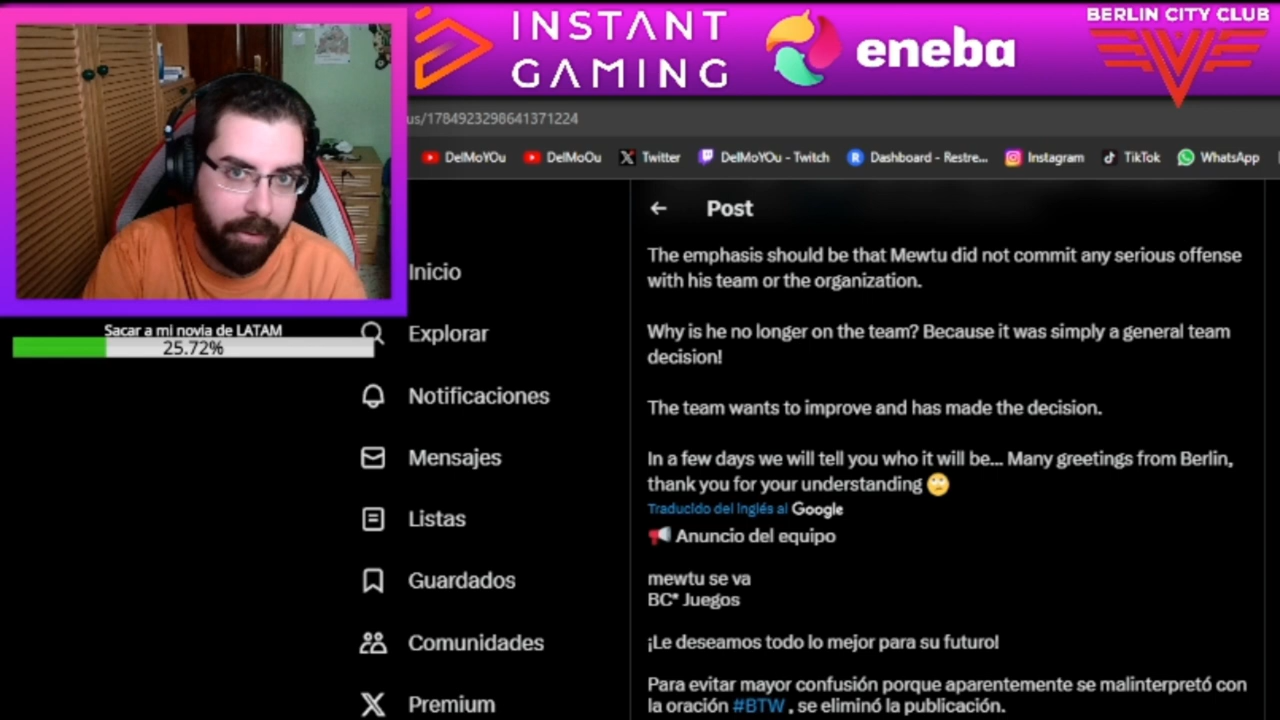 INSTANT
GAMING
eneba
BERLIN CITY CLUB
us/1784923298641371224
DelMoYOu
DelMoOu
Twitter
DelMoYOu - Twitch
Dashboard - Restre...
Instagram
TikTok
WhatsApp
Sacar a mi novia de LATAM
25.72%
Inicio
Explorar
Notificaciones
Mensajes
Listas
Guardados
Comunidades
Premium
Post
The emphasis should be that Mewtu did not commit any serious offense
with his team or the organization.
Why is he no longer on the team? Because it was simply a general team
decision!
The team wants to improve and has made the decision.
In a few days we will tell you who it will be... Many greetings from Berlin,
thank you for your understanding 🙄
Traducido del inglés al Google
📢 Anuncio del equipo
mewtu se va
BC* Juegos
¡Le deseamos todo lo mejor para su futuro!
Para evitar mayor confusión porque aparentemente se malinterpretó con
la oración #BTW , se eliminó la publicación.